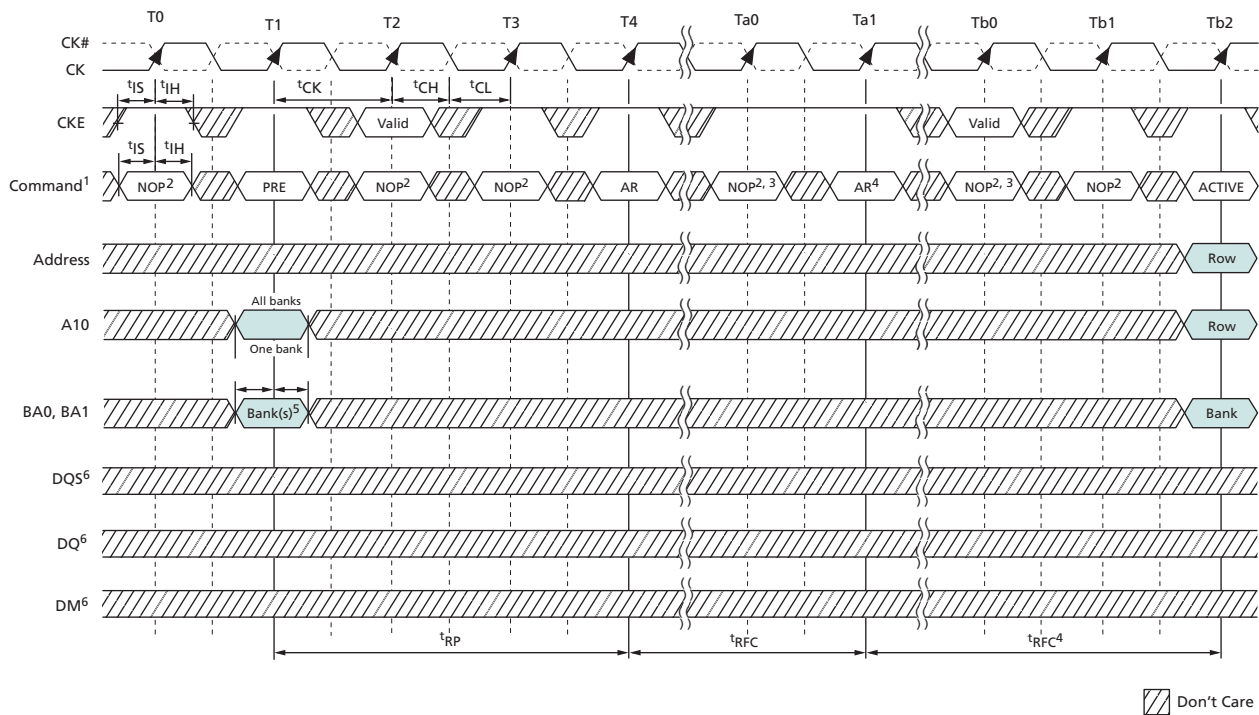 T0 T1 T2 T3 T4 Ta0 Ta1 Tb0 Tb1 Tb2
CK#
CK
tIS tIH tCK tCH tCL
CKE Valid Valid
tIS tIH
Command1 NOP2 PRE NOP2 NOP2 AR NOP2, 3 AR4 NOP2, 3 NOP2 ACTIVE
Address Row
All banks
A10 Row
One bank
BA0, BA1 Bank(s)5 Bank
DQS6
DQ6
DM6
tRP tRFC tRFC4
Don't Care